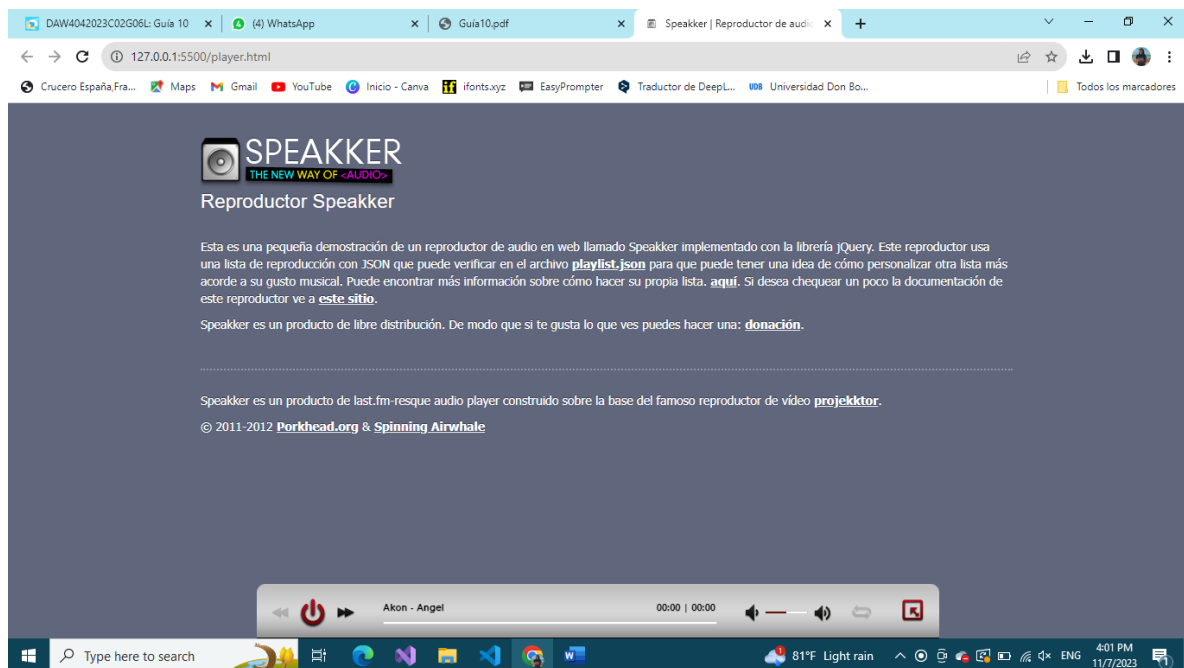 DAW4042023C02G06L: Guía 10
(4) WhatsApp
Guía10.pdf
Speakker | Reproductor de audio
127.0.0.1:5500/player.html
Crucero España,Fra...
Maps
Gmail
YouTube
Inicio - Canva
ifonts.xyz
EasyPrompter
Traductor de DeepL...
UDB
Universidad Don Bo...
Todos los marcadores
SPEAKKER
THE NEW WAY OF <AUDIO>
Reproductor Speakker
Esta es una pequeña demostración de un reproductor de audio en web llamado Speakker implementado con la librería jQuery. Este reproductor usa
una lista de reproducción con JSON que puede verificar en el archivo playlist.json para que puede tener una idea de cómo personalizar otra lista más
acorde a su gusto musical. Puede encontrar más información sobre cómo hacer su propia lista. aquí. Si desea chequear un poco la documentación de
este reproductor ve a este sitio.
Speakker es un producto de libre distribución. De modo que si te gusta lo que ves puedes hacer una: donación.
Speakker es un producto de last.fm-resque audio player construido sobre la base del famoso reproductor de vídeo projekktor.
© 2011-2012 Porkhead.org & Spinning Airwhale
Akon - Angel
00:00 | 00:00
Type here to search
81°F Light rain
ENG
4:01 PM
11/7/2023